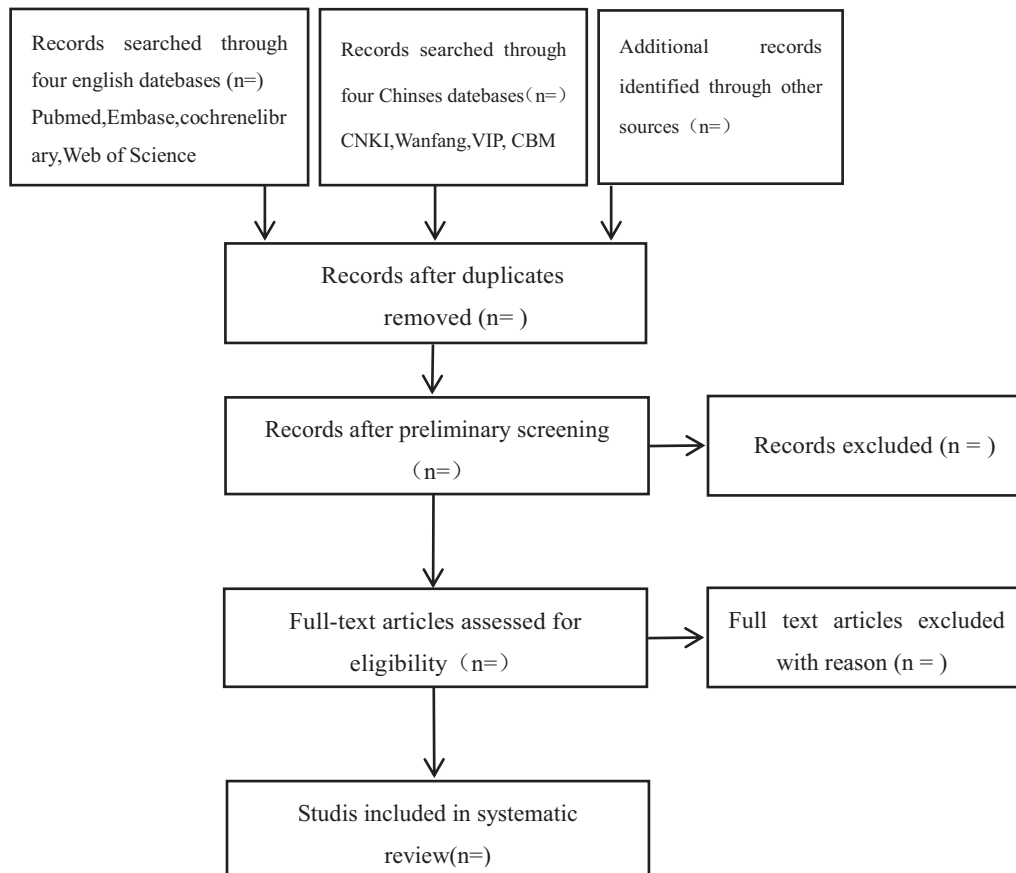 Records searched through
four english datebases (n=)
Pubmed,Embase,cochrenelibr
ary,Web of Science
Records searched through
four Chinses datebases（n=）
CNKI,Wanfang,VIP, CBM
Additional records
identified through other
sources（n=）
Records after duplicates
removed (n= )
Records after preliminary screening
（n=）
Records excluded (n = )
Full-text articles assessed for
eligibility（n=）
Full text articles excluded
with reason (n = )
Studis included in systematic
review(n=)